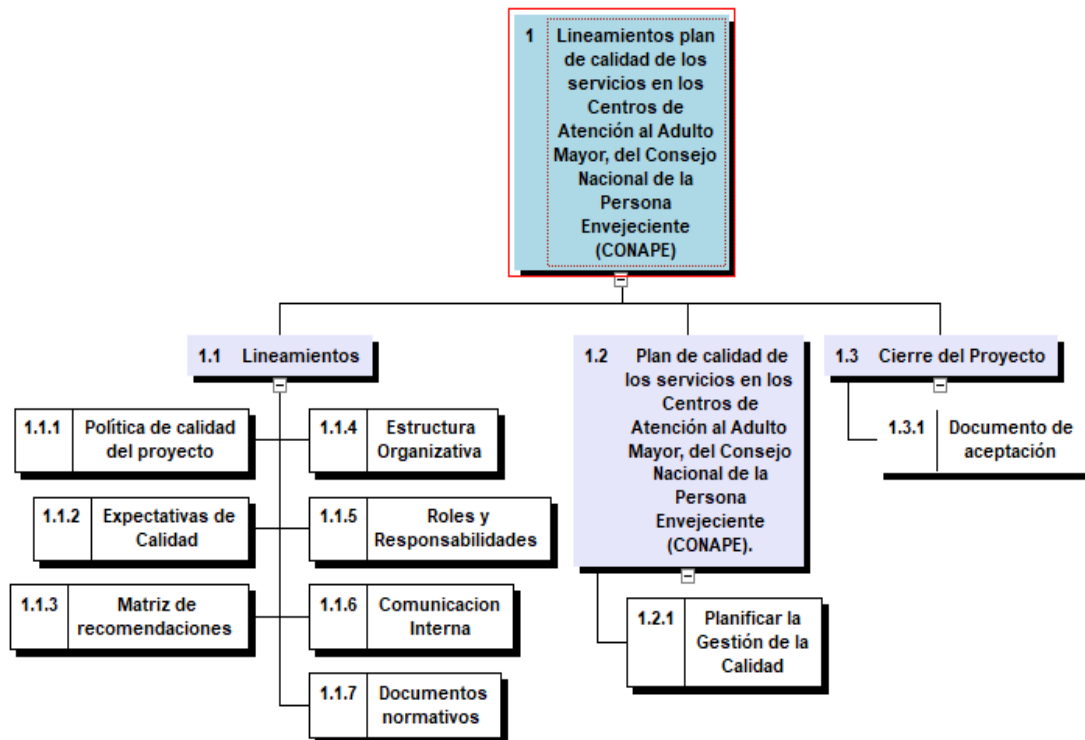 1 Lineamientos plan
de calidad de los
servicios en los
Centros de
Atención al Adulto
Mayor, del Consejo
Nacional de la
Persona
Envejeciente
(CONAPE)
1.1 Lineamientos
1.1.1 Política de calidad
del proyecto
1.1.2 Expectativas de
Calidad
1.1.3 Matriz de
recomendaciones
1.1.4 Estructura
Organizativa
1.1.5 Roles y
Responsabilidades
1.1.6 Comunicacion
Interna
1.1.7 Documentos
normativos
1.2 Plan de calidad de
los servicios en los
Centros de
Atención al Adulto
Mayor, del Consejo
Nacional de la
Persona
Envejeciente
(CONAPE).
1.2.1 Planificar la
Gestión de la
Calidad
1.3 Cierre del Proyecto
1.3.1 Documento de
aceptación